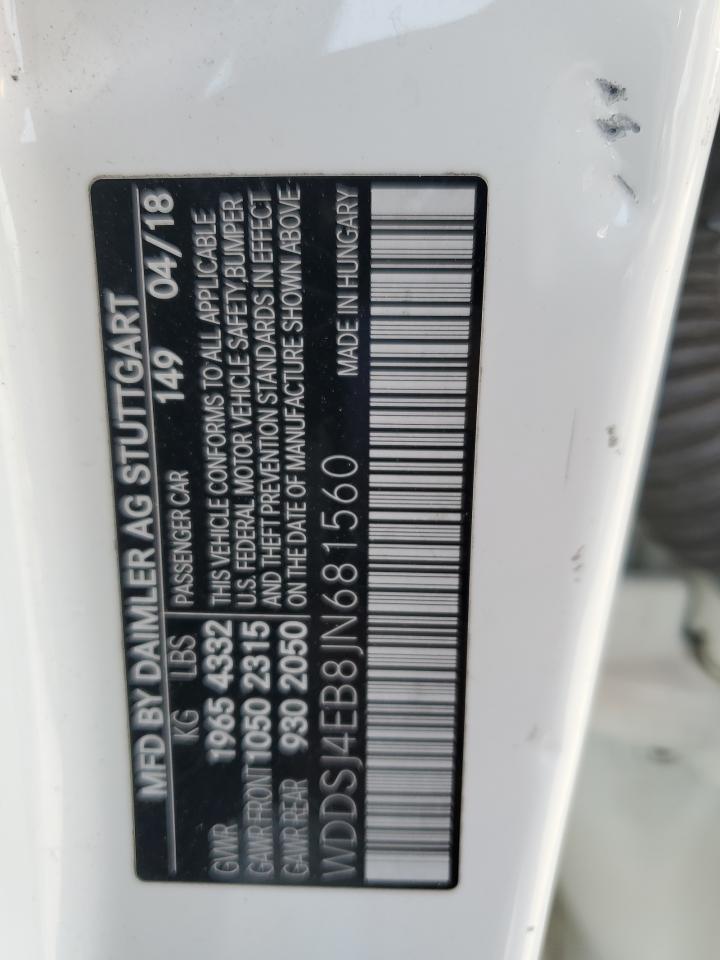 MFD BY DAIMLER AG STUTTGART
149 04/18
KG LBS PASSENGER CAR
GVWR 1965 4332 THIS VEHICLE CONFORMS TO ALL APPLICABLE
GAWR FRONT 1050 2315 U.S. FEDERAL MOTOR VEHICLE SAFETY, BUMPER
GAWR REAR 930 2050 AND THEFT PREVENTION STANDARDS IN EFFECT
ON THE DATE OF MANUFACTURE SHOWN ABOVE
WDDSJ4EB8JN681560 MADE IN HUNGARY